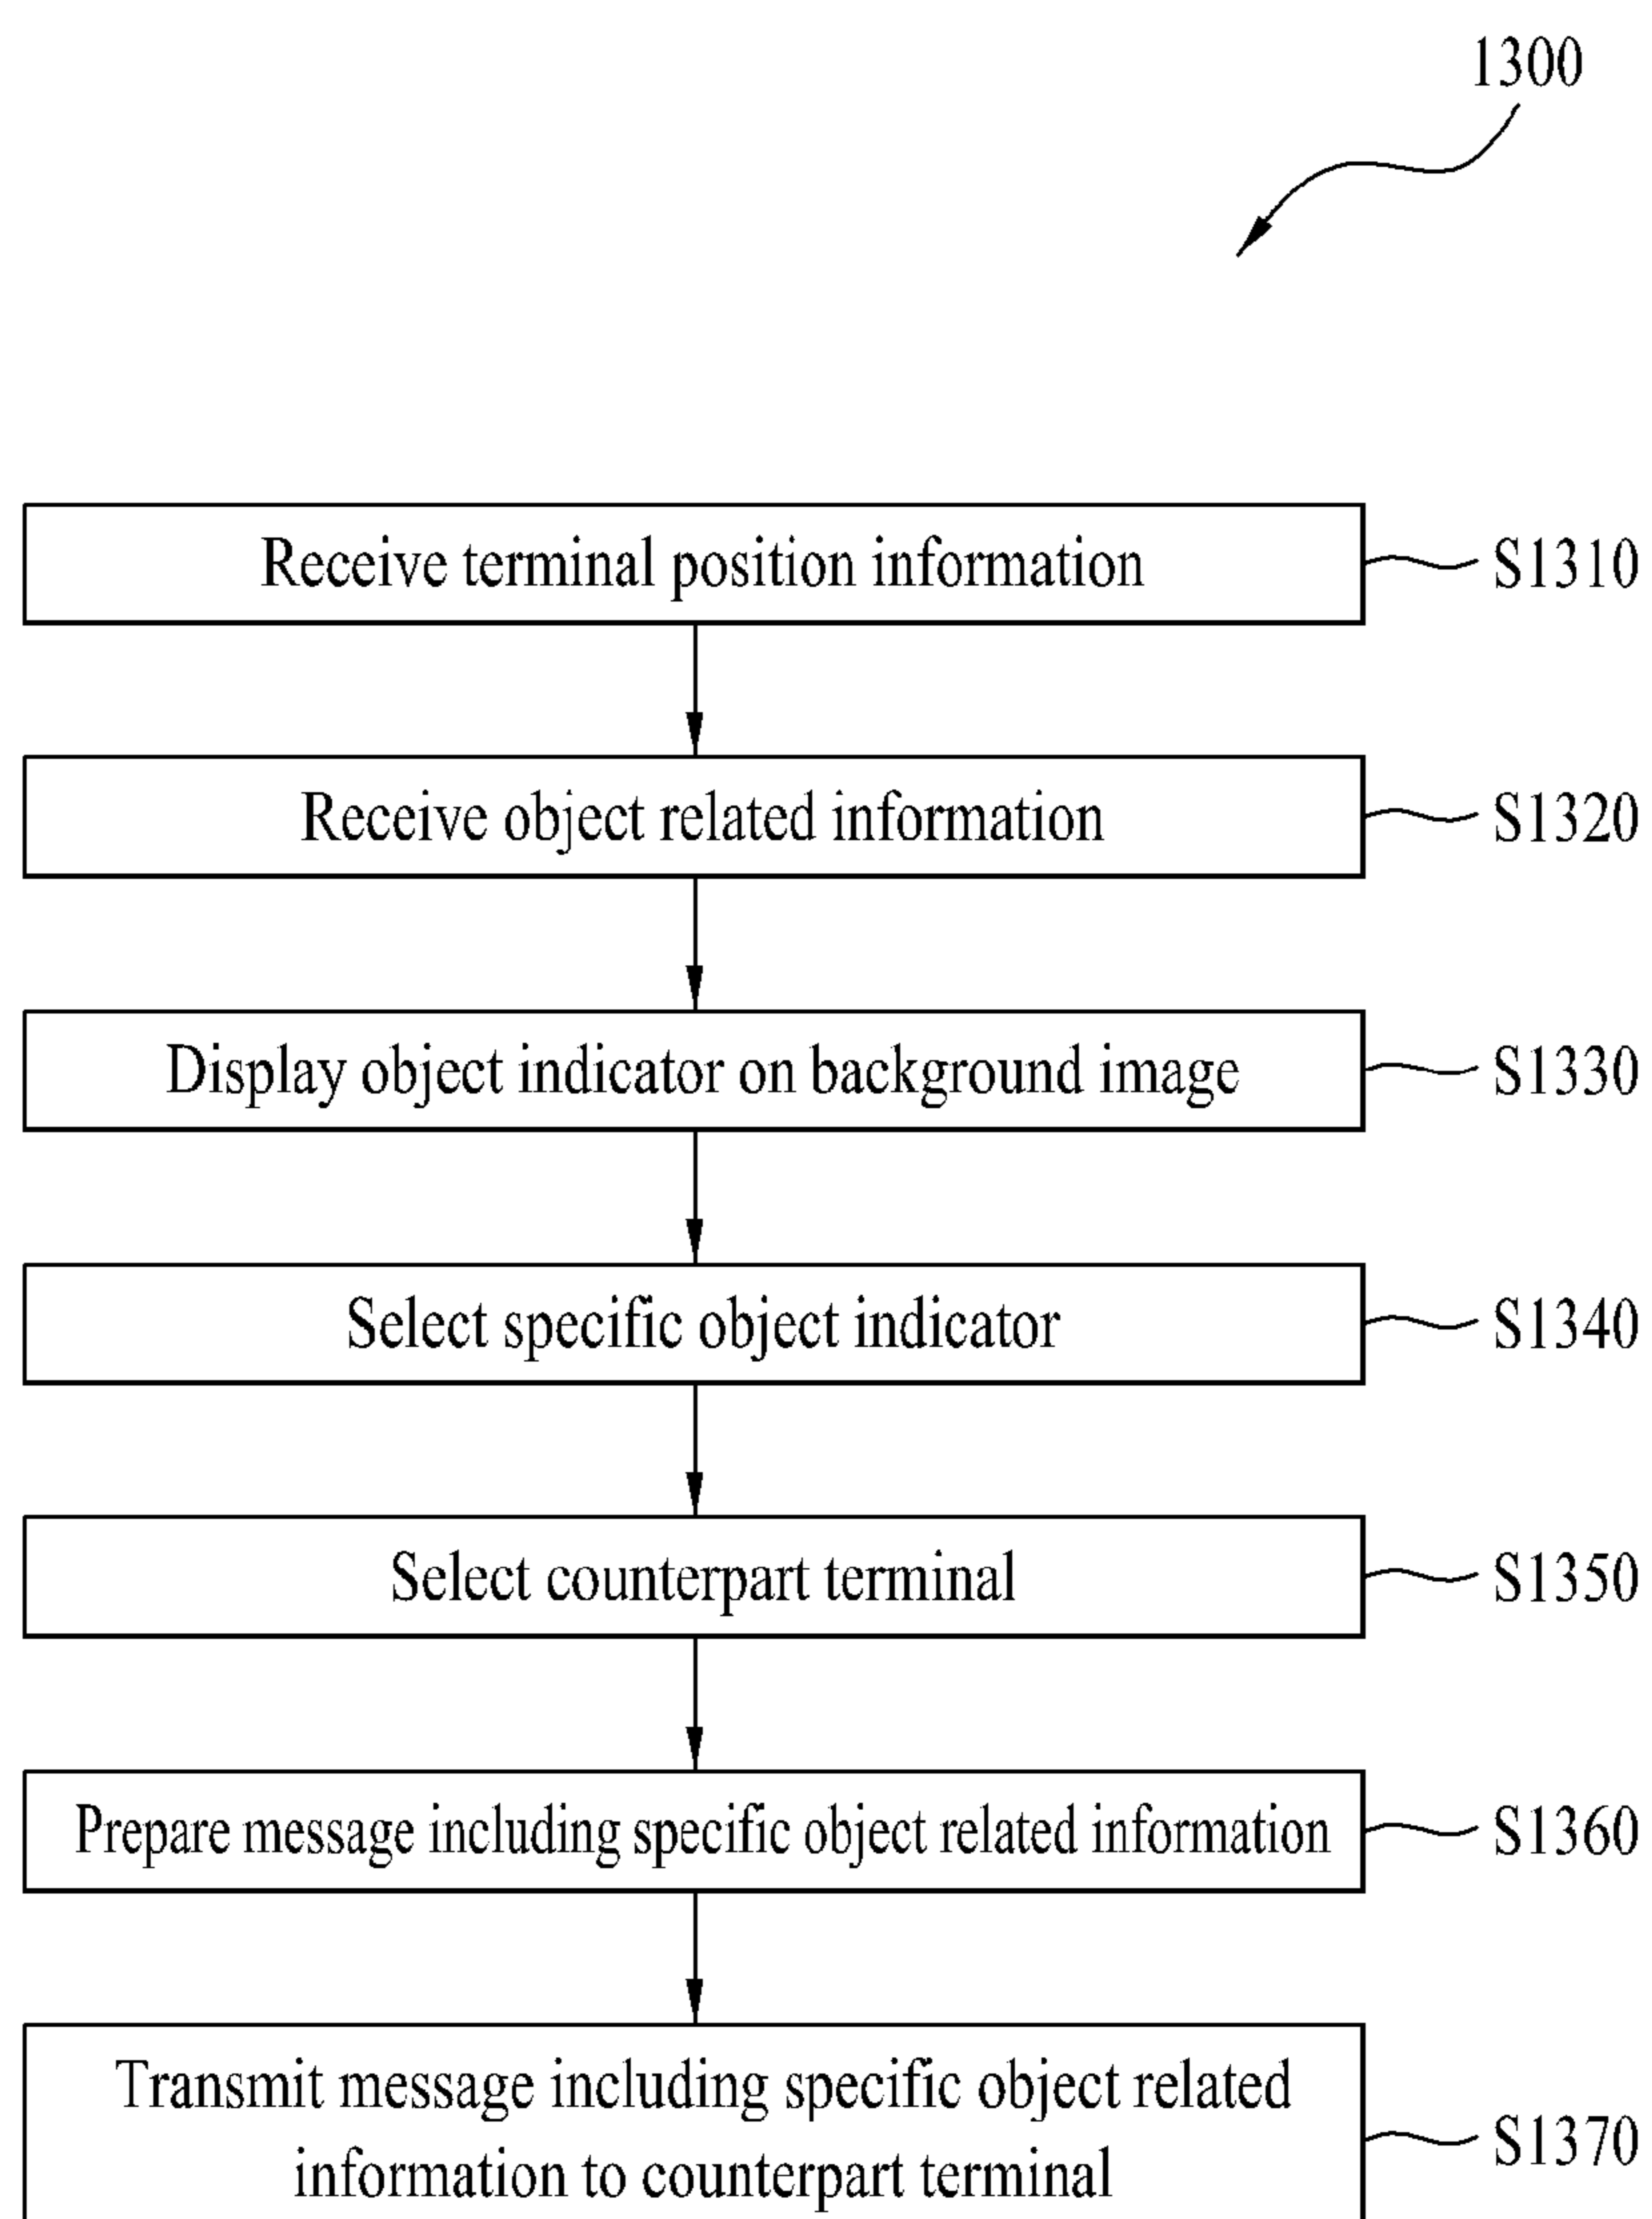 1300
Receive terminal position information
S1310
Receive object related information
S1320
Display object indicator on background image
S1330
Select specific object indicator
S1340
Select counterpart terminal
S1350
Prepare message including specific object related information
S1360
Transmit message including specific object related
information to counterpart terminal
S1370